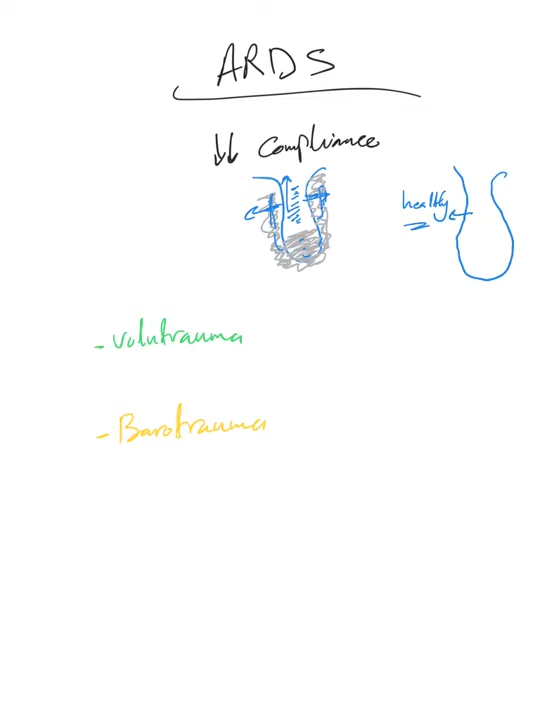 ARDS
↓↓ Compliance
healthy
- Volutrauma
- Barotrauma